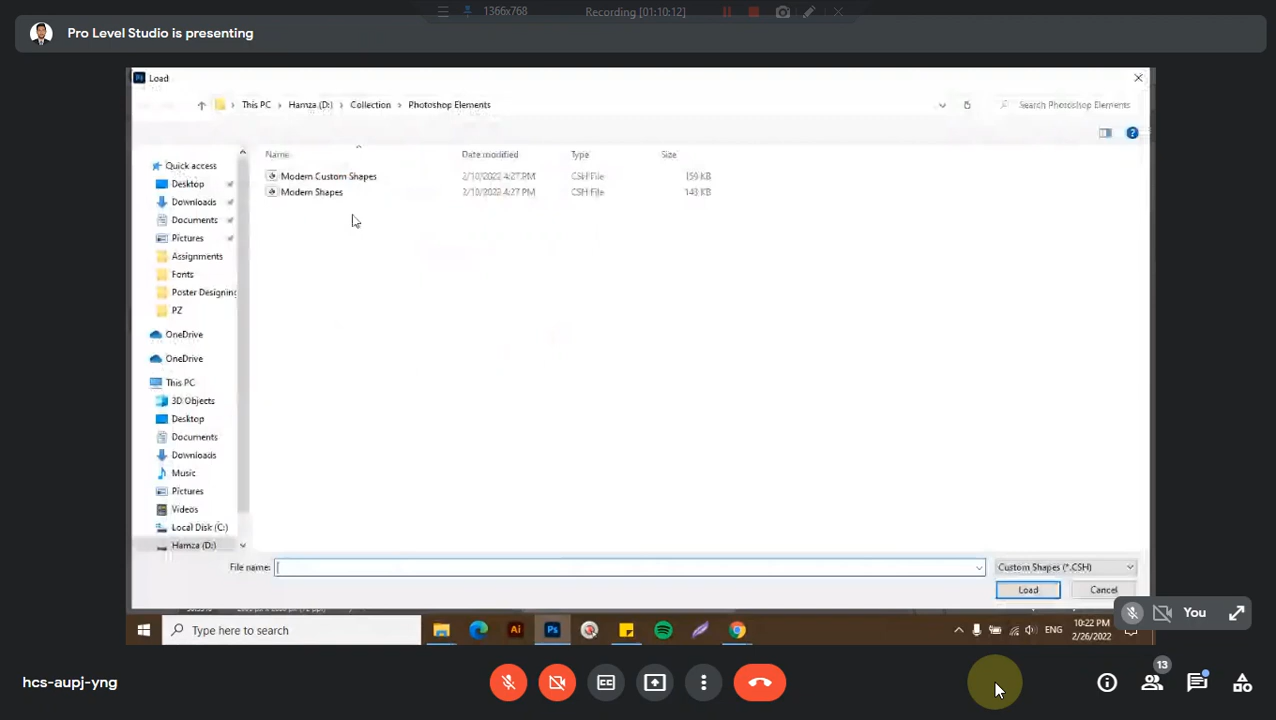 1366x768 Recording [01:10:12]
Pro Level Studio is presenting
Load
This PC Hamza (D:) Collection Photoshop Elements
Search Photoshop Elements
Name Date modified Type Size
Quick access
Modern Custom Shapes 2/10/2022 4:27 PM CSH File 159 KB
Desktop
Modern Shapes 2/10/2022 4:27 PM CSH File 143 KB
Downloads
Documents
Pictures
Assignments
Fonts
Poster Designing
PZ
OneDrive
OneDrive
This PC
3D Objects
Desktop
Documents
Downloads
Music
Pictures
Videos
Local Disk (C:)
Hamza (D:)
File name: Custom Shapes (*.CSH)
Load Cancel
You
Type here to search
Ai Ps
ENG
10:22 PM
2/26/2022
13
hcs-aupj-yng